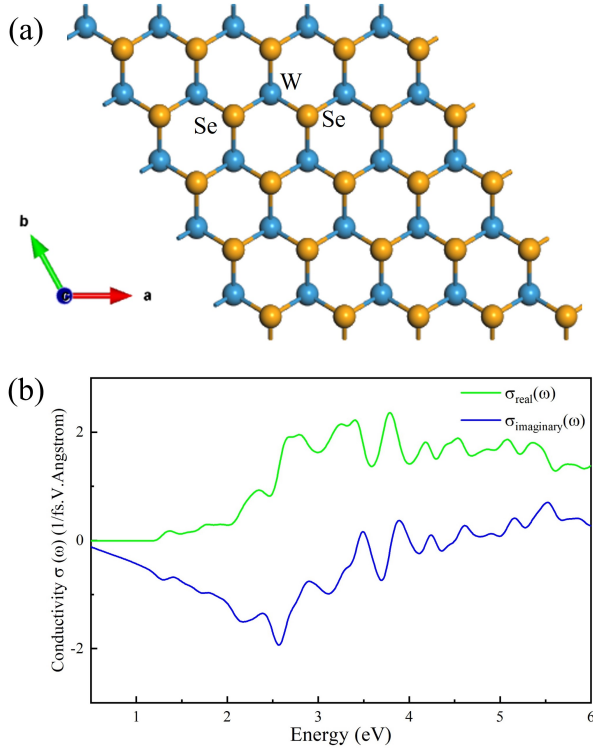 (a)
W
Se
Se
b
c
a
(b)
σreal(ω)
σimaginary(ω)
Conductivity σ (ω) (1/fs.V.Angstrom)
2
0
-2
1
2
3
4
5
6
Energy (eV)